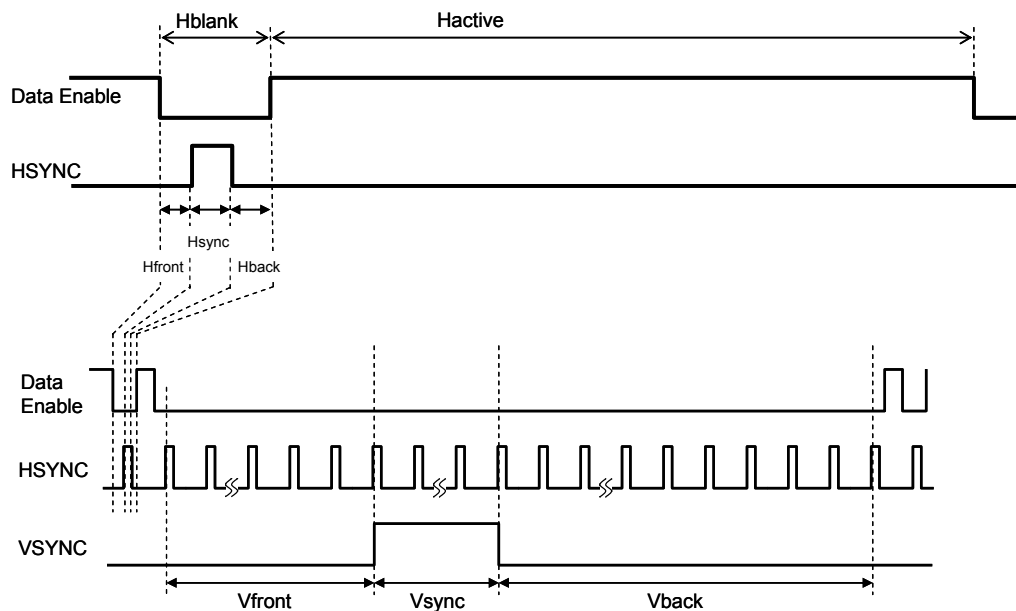 Hblank
Hactive
Data Enable
HSYNC
Hsync
Hfront
Hback
Data
Enable
HSYNC
VSYNC
Vfront
Vsync
Vback